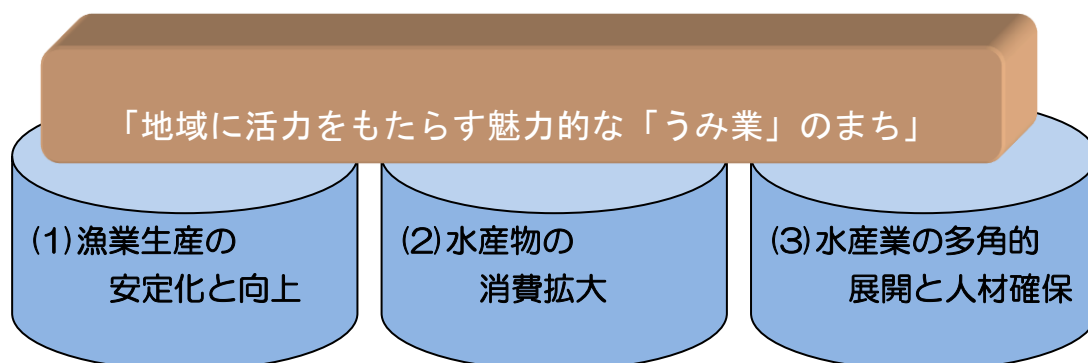 「地域に活力をもたらす魅力的な「うみ業」のまち」
(1)漁業生産の
安定化と向上
(2)水産物の
消費拡大
(3)水産業の多角的
展開と人材確保